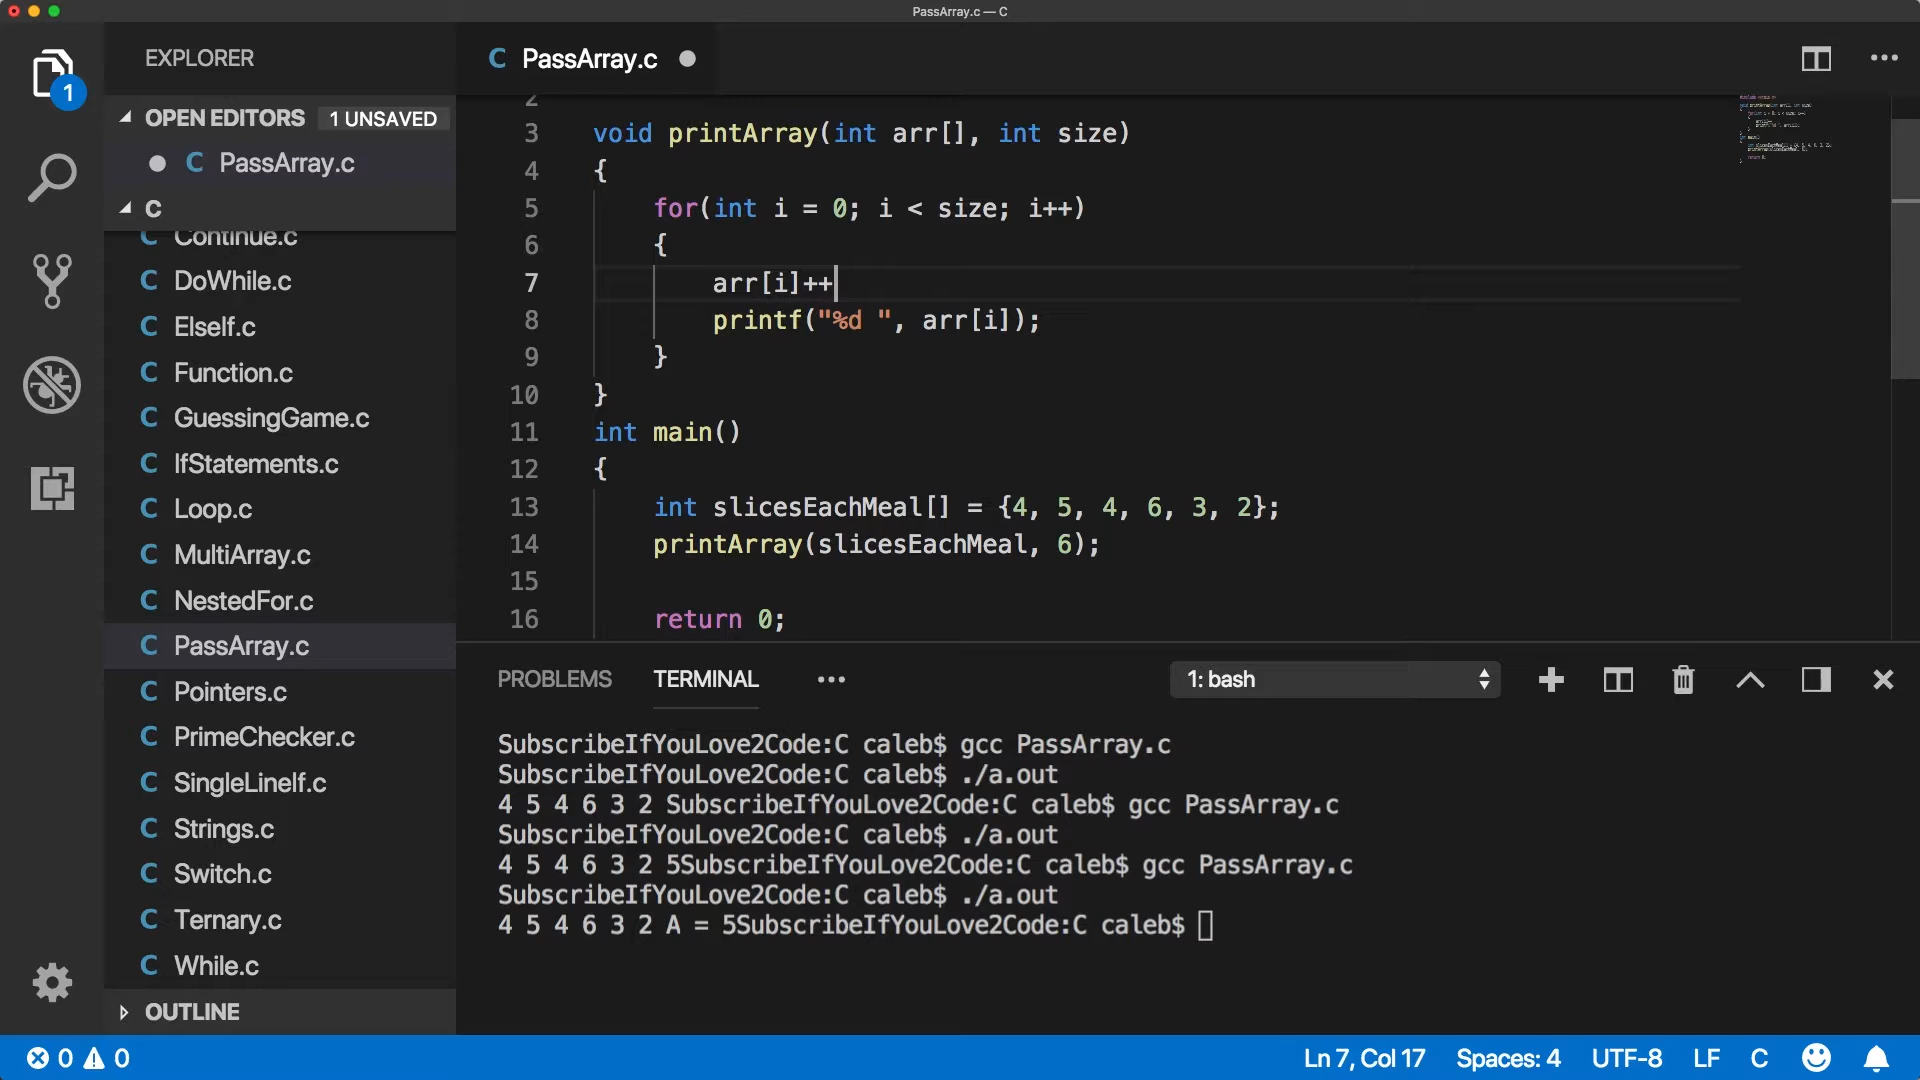 PassArray.c — C
EXPLORER
OPEN EDITORS 1 UNSAVED
C PassArray.c
C
C Continue.c
C DoWhile.c
C ElseIf.c
C Function.c
C GuessingGame.c
C IfStatements.c
C Loop.c
C MultiArray.c
C NestedFor.c
C PassArray.c
C Pointers.c
C PrimeChecker.c
C SingleLineIf.c
C Strings.c
C Switch.c
C Ternary.c
C While.c
OUTLINE
1
C PassArray.c
2
3 void printArray(int arr[], int size)
4 {
5 for(int i = 0; i < size; i++)
6 {
7 arr[i]++
8 printf("%d ", arr[i]);
9 }
10 }
11 int main()
12 {
13 int slicesEachMeal[] = {4, 5, 4, 6, 3, 2};
14 printArray(slicesEachMeal, 6);
15
16 return 0;
PROBLEMS TERMINAL ••• 1: bash
SubscribeIfYouLove2Code:C caleb$ gcc PassArray.c
SubscribeIfYouLove2Code:C caleb$ ./a.out
4 5 4 6 3 2 SubscribeIfYouLove2Code:C caleb$ gcc PassArray.c
SubscribeIfYouLove2Code:C caleb$ ./a.out
4 5 4 6 3 2 5SubscribeIfYouLove2Code:C caleb$ gcc PassArray.c
SubscribeIfYouLove2Code:C caleb$ ./a.out
4 5 4 6 3 2 A = 5SubscribeIfYouLove2Code:C caleb$
0 0 Ln 7, Col 17 Spaces: 4 UTF-8 LF C